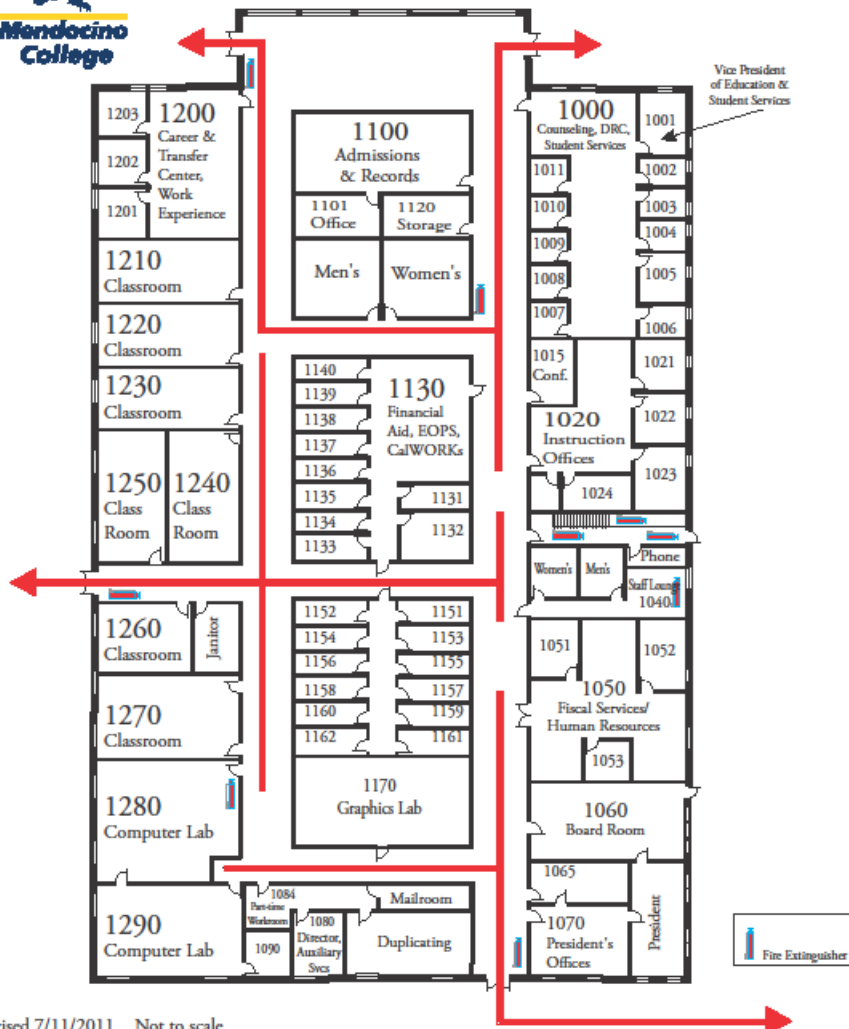 Mendocino
College
Vice President
of Education &
Student Services
1203
1202
1201
1200
Career &
Transfer
Center,
Work
Experience
1100
Admissions
& Records
1101
Office
1120
Storage
Men's
Women's
1000
Counseling, DRC,
Student Services
1001
1002
1003
1004
1005
1006
1011
1010
1009
1008
1007
1210
Classroom
1220
Classroom
1230
Classroom
1250
Class
Room
1240
Class
Room
1140
1139
1138
1137
1136
1135
1134
1133
1130
Financial
Aid, EOPS,
CalWORKs
1131
1132
1015
Conf.
1021
1020
Instruction
Offices
1022
1023
1024
Women's
Men's
Phone
Staff Lounge
1040
1260
Classroom
Janitor
1152
1154
1156
1158
1160
1162
1151
1153
1155
1157
1159
1161
1051
1052
1050
Fiscal Services/
Human Resources
1053
1270
Classroom
1280
Computer Lab
1170
Graphics Lab
1060
Board Room
1290
Computer Lab
1084
Part-time
Workroom
1090
1080
Director,
Auxiliary
Svcs
Mailroom
Duplicating
1065
1070
President's
Offices
President
Fire Extinguisher
ised 7/11/2011 Not to scale